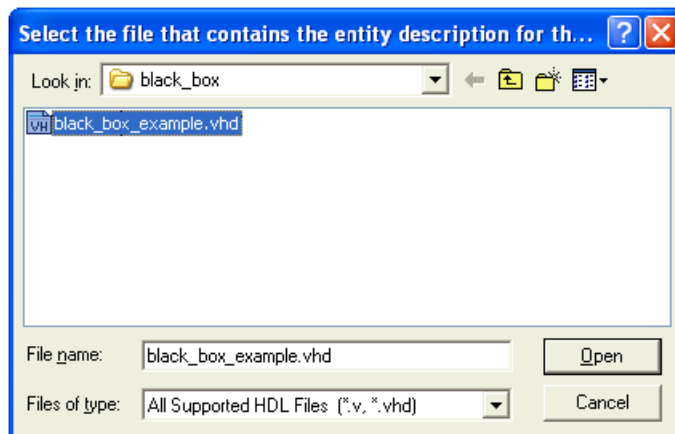 Select the file that contains the entity description for th...
Look in: black_box
VH black_box_example.vhd
File name: black_box_example.vhd
Open
Files of type: All Supported HDL Files (*.v, *.vhd)
Cancel